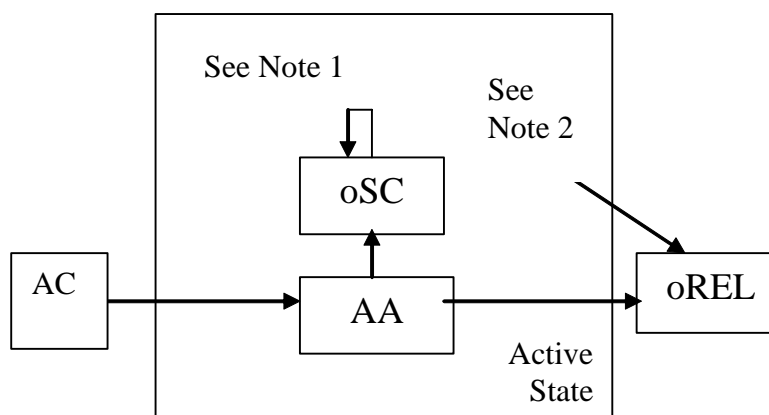 See Note 1
See
Note 2
oSC
AC
AA
oREL
Active
State